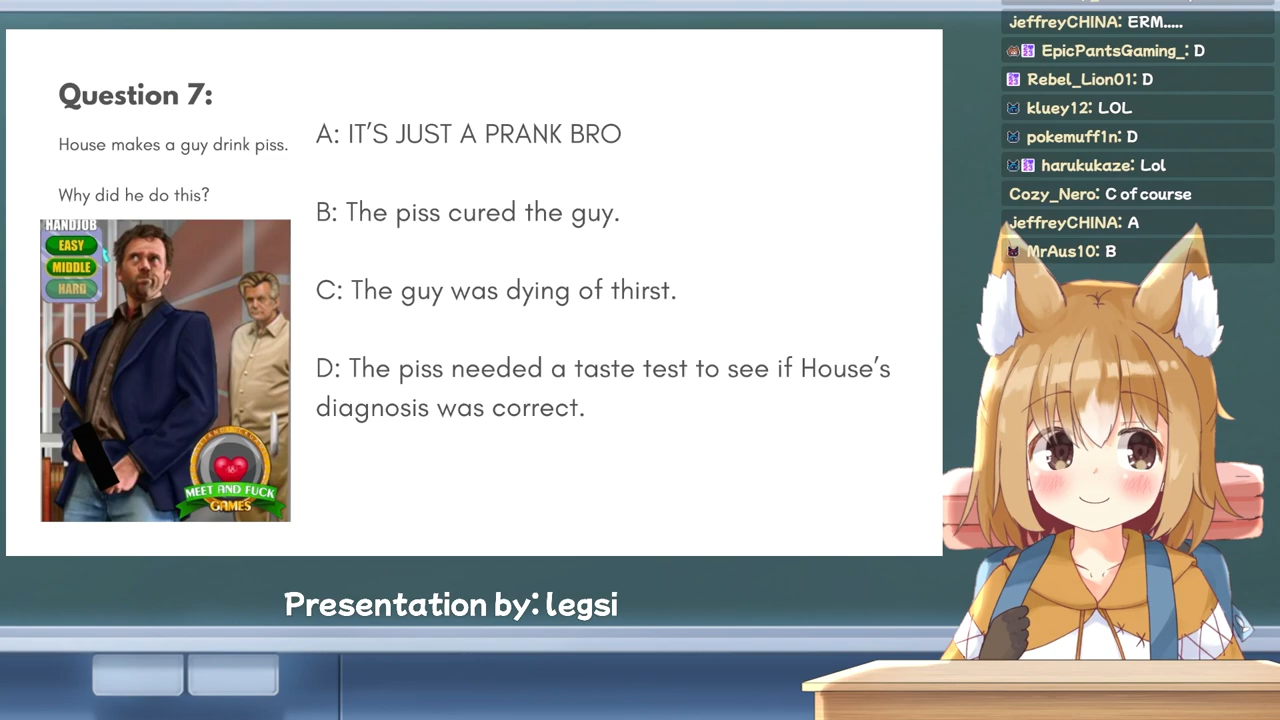 Question 7:
House makes a guy drink piss.
Why did he do this?
HANDJOB
EASY
MIDDLE
HARD
MEET AND FUCK
GAMES
A: IT'S JUST A PRANK BRO
B: The piss cured the guy.
C: The guy was dying of thirst.
D: The piss needed a taste test to see if House's
diagnosis was correct.
Presentation by: legsi
jeffreyCHINA: ERM.....
EpicPantsGaming_: D
Rebel_Lion01: D
kluey12: LOL
pokemuff1n: D
harukukaze: Lol
Cozy_Nero: C of course
jeffreyCHINA: A
MrAus10: B